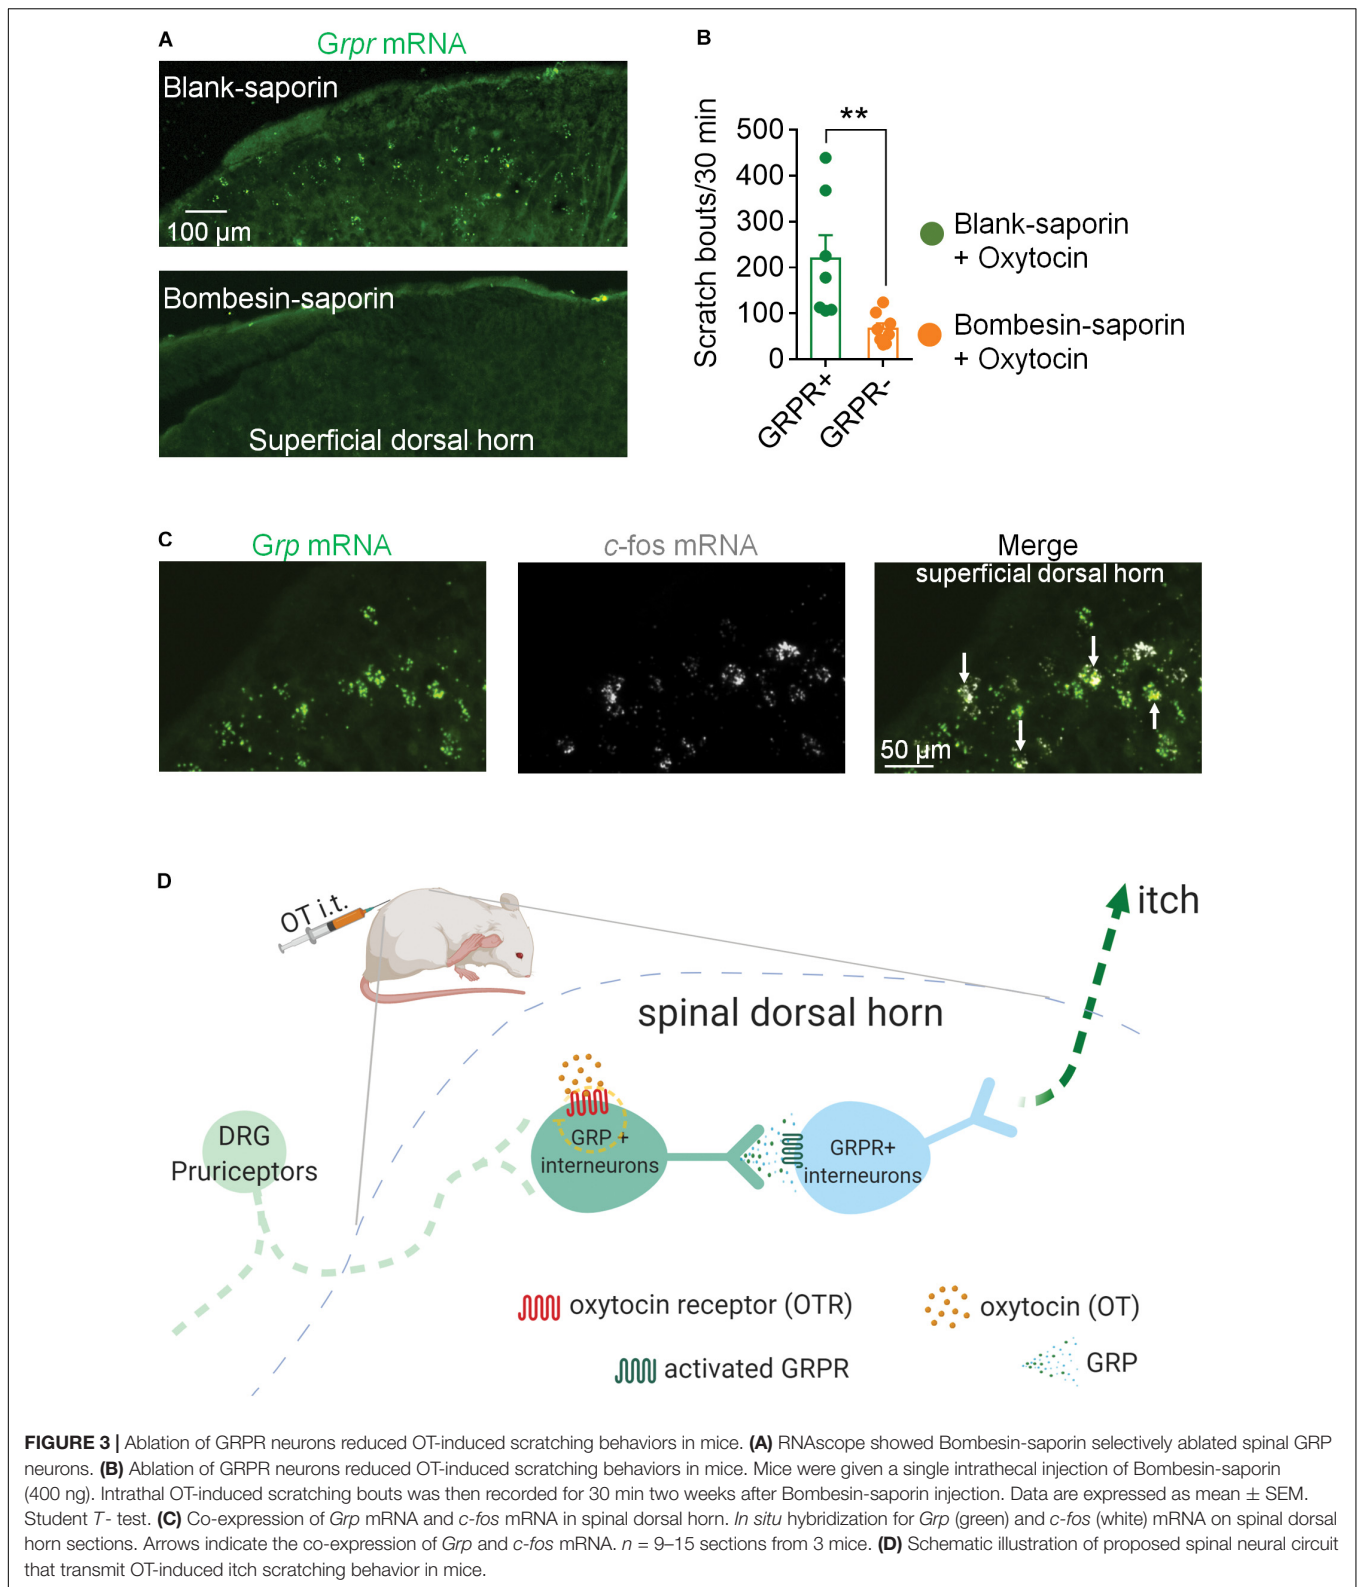 A
Grpr mRNA
Blank-saporin
100 µm
Bombesin-saporin
Superficial dorsal horn
B
Scratch bouts/30 min
500
400
300
200
100
0
**
GRPR+
GRPR-
Blank-saporin
+ Oxytocin
Bombesin-saporin
+ Oxytocin
C
Grp mRNA
c-fos mRNA
Merge
superficial dorsal horn
50 µm
D
OT i.t.
itch
spinal dorsal horn
DRG
Pruriceptors
GRP +
interneurons
GRPR+
interneurons
oxytocin receptor (OTR)
oxytocin (OT)
activated GRPR
GRP
FIGURE 3 | Ablation of GRPR neurons reduced OT-induced scratching behaviors in mice. (A) RNAscope showed Bombesin-saporin selectively ablated spinal GRP
neurons. (B) Ablation of GRPR neurons reduced OT-induced scratching behaviors in mice. Mice were given a single intrathecal injection of Bombesin-saporin
(400 ng). Intrathal OT-induced scratching bouts was then recorded for 30 min two weeks after Bombesin-saporin injection. Data are expressed as mean ± SEM.
Student T- test. (C) Co-expression of Grp mRNA and c-fos mRNA in spinal dorsal horn. In situ hybridization for Grp (green) and c-fos (white) mRNA on spinal dorsal
horn sections. Arrows indicate the co-expression of Grp and c-fos mRNA. n = 9–15 sections from 3 mice. (D) Schematic illustration of proposed spinal neural circuit
that transmit OT-induced itch scratching behavior in mice.